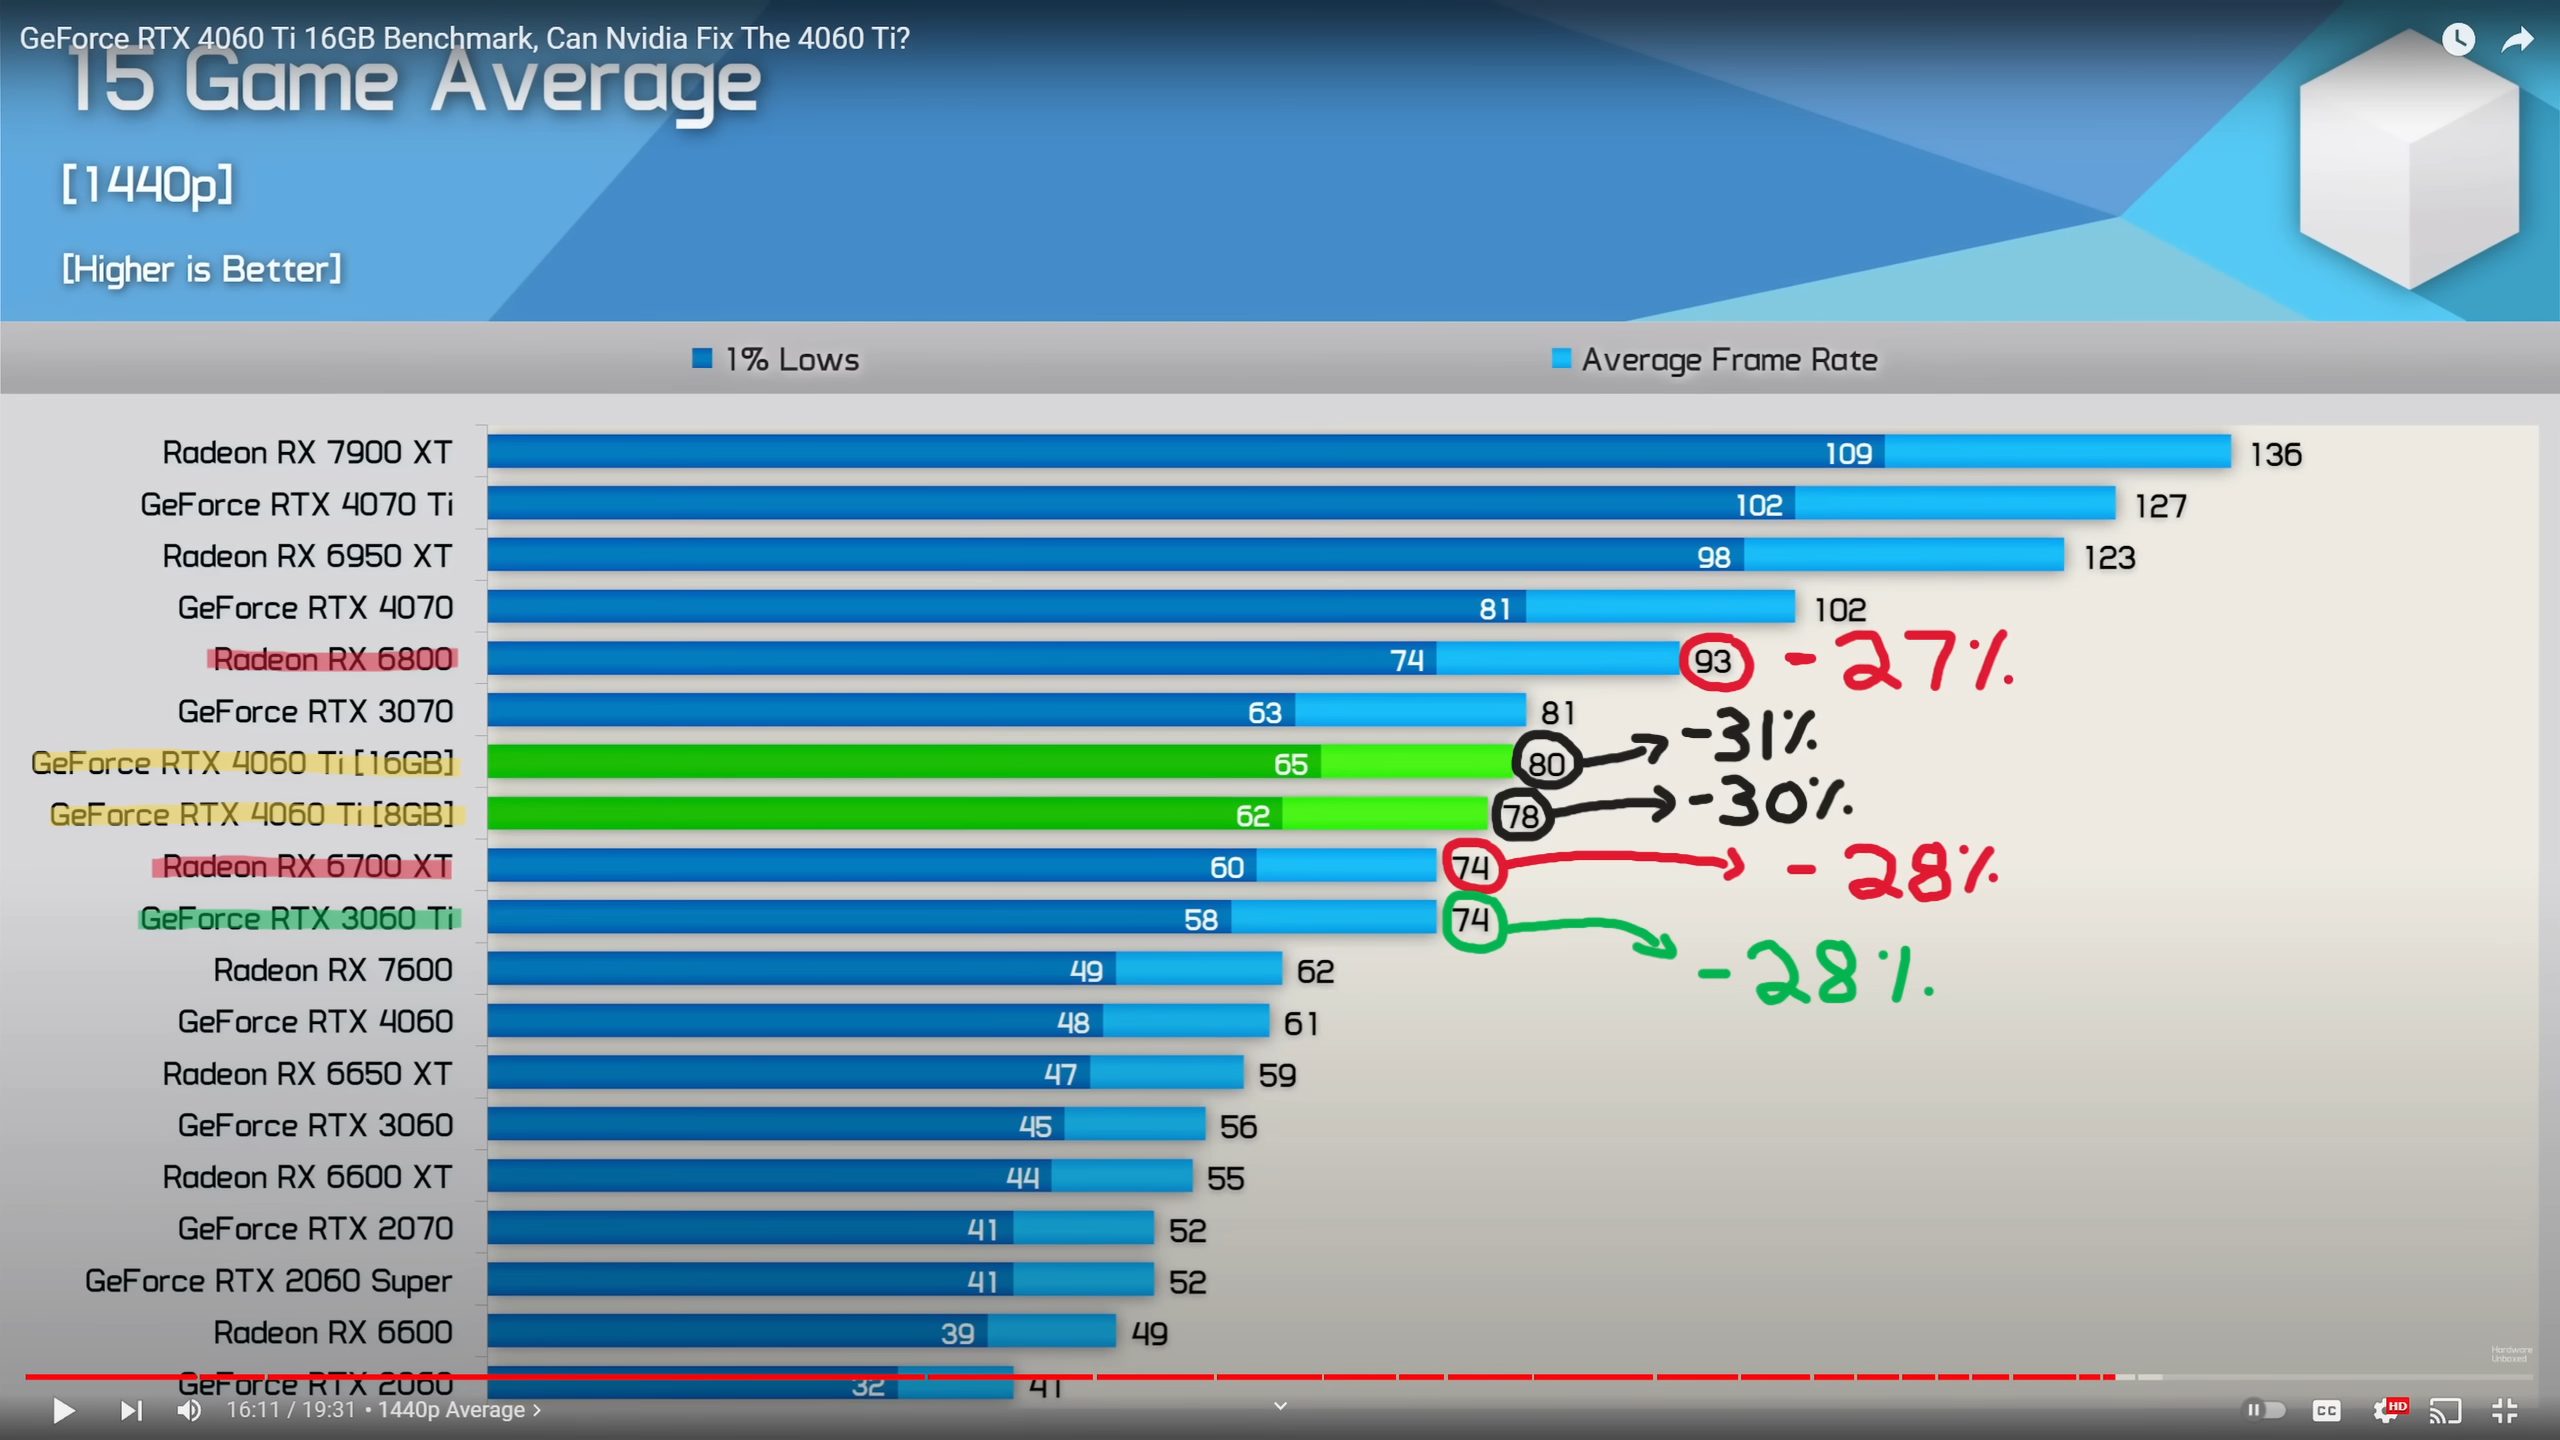 GeForce RTX 4060 Ti 16GB Benchmark, Can Nvidia Fix The 4060 Ti?
15 Game Average
[1440p]
[Higher is Better]
1% Lows Average Frame Rate
Radeon RX 7900 XT 109 136
GeForce RTX 4070 Ti 102 127
Radeon RX 6950 XT 98 123
GeForce RTX 4070 81 102
Radeon RX 6800 74 93 -27%
GeForce RTX 3070 63 81
GeForce RTX 4060 Ti [16GB] 65 80 -31%
GeForce RTX 4060 Ti [8GB] 62 78 -30%
Radeon RX 6700 XT 60 74 -28%
GeForce RTX 3060 Ti 58 74 -28%
Radeon RX 7600 49 62
GeForce RTX 4060 48 61
Radeon RX 6650 XT 47 59
GeForce RTX 3060 45 56
Radeon RX 6600 XT 44 55
GeForce RTX 2070 41 52
GeForce RTX 2060 Super 41 52
Radeon RX 6600 39 49
GeForce RTX 2060 32 41
Hardware
Unboxed
16:11 / 19:31 • 1440p Average CC HD